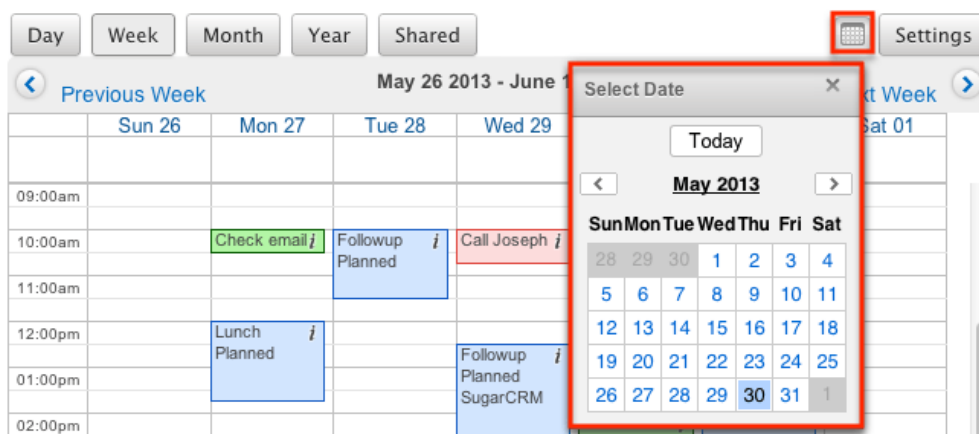 Day Week Month Year Shared Settings
Previous Week May 26 2013 - June 1 xt Week
Sun 26 Mon 27 Tue 28 Wed 29 Sat 01
Select Date ×
Today
< May 2013 >
Sun Mon Tue Wed Thu Fri Sat
28 29 30 1 2 3 4
5 6 7 8 9 10 11
12 13 14 15 16 17 18
19 20 21 22 23 24 25
26 27 28 29 30 31 1
09:00am
10:00am
11:00am
12:00pm
01:00pm
02:00pm
Check email i
Lunch i
Planned
Followup i
Planned
Call Joseph i
Followup i
Planned
SugarCRM